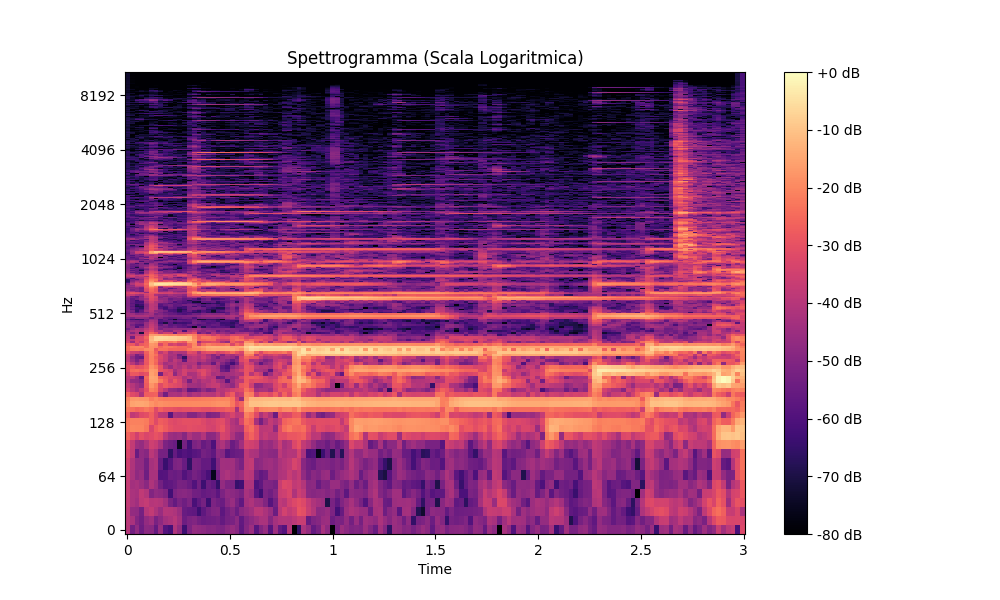 Spettrogramma (Scala Logaritmica)
Hz
8192
4096
2048
1024
512
256
128
64
0
0
0.5
1
1.5
2
2.5
3
Time
+0 dB
-10 dB
-20 dB
-30 dB
-40 dB
-50 dB
-60 dB
-70 dB
-80 dB